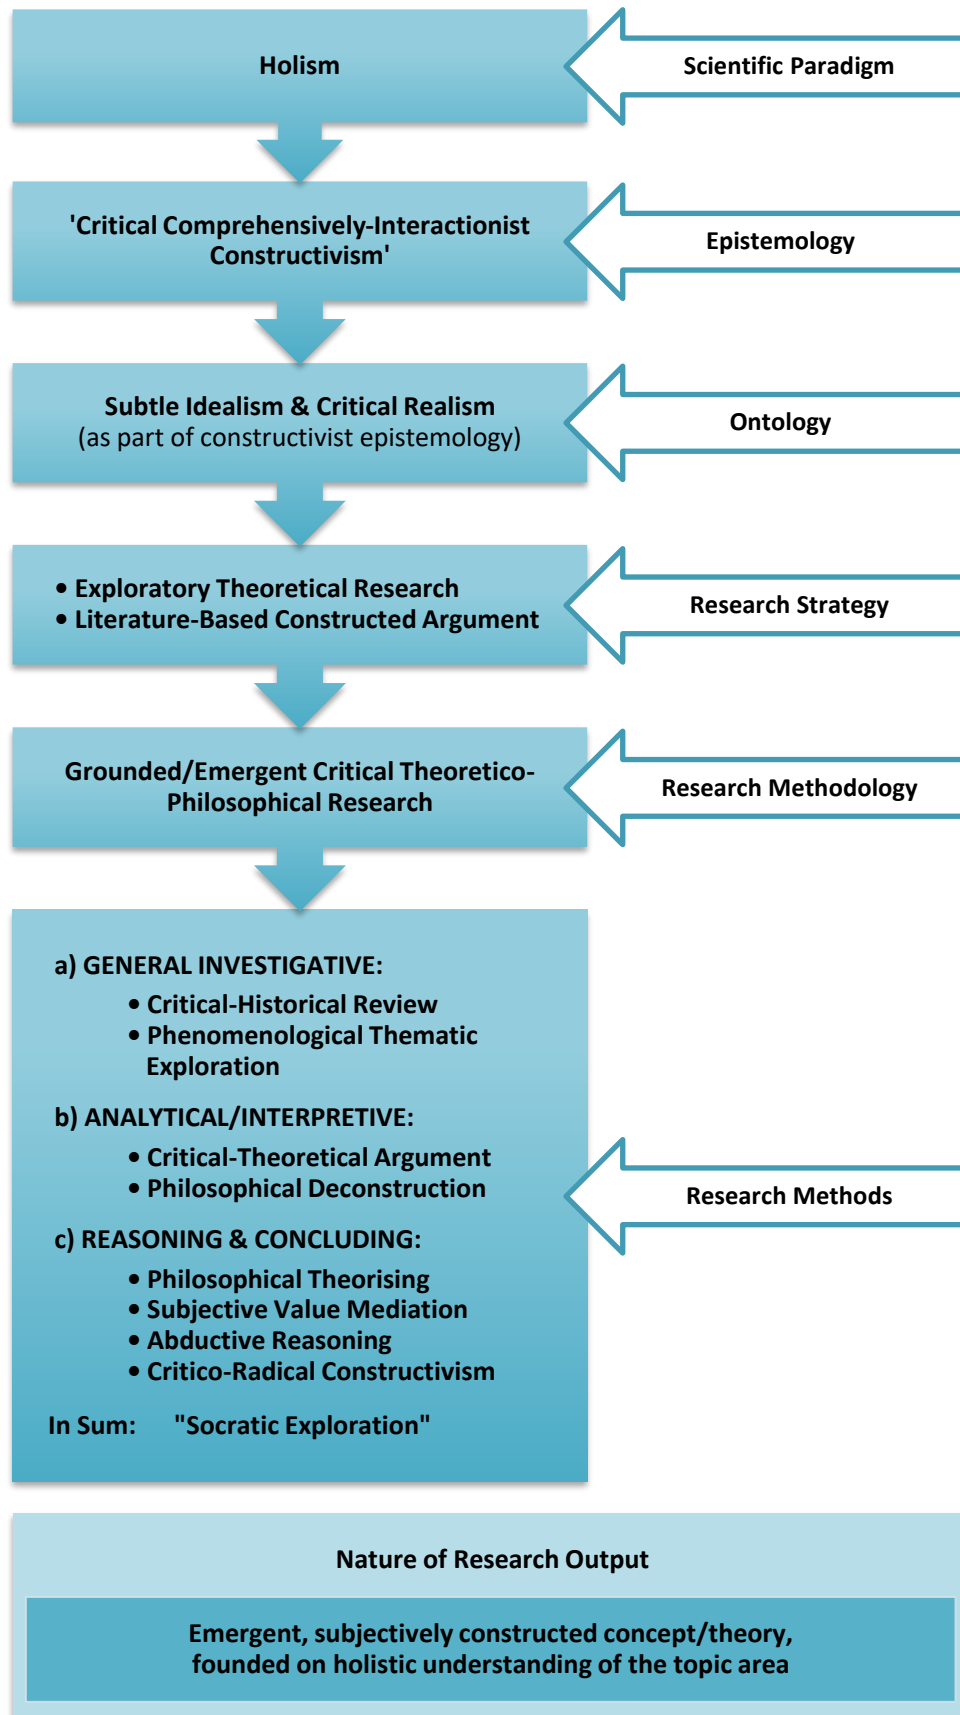 Holism
Scientific Paradigm
'Critical Comprehensively-Interactionist
Constructivism'
Epistemology
Subtle Idealism & Critical Realism
(as part of constructivist epistemology)
Ontology
• Exploratory Theoretical Research
• Literature-Based Constructed Argument
Research Strategy
Grounded/Emergent Critical Theoretico-
Philosophical Research
Research Methodology
a) GENERAL INVESTIGATIVE:
• Critical-Historical Review
• Phenomenological Thematic
Exploration
b) ANALYTICAL/INTERPRETIVE:
• Critical-Theoretical Argument
• Philosophical Deconstruction
c) REASONING & CONCLUDING:
• Philosophical Theorising
• Subjective Value Mediation
• Abductive Reasoning
• Critico-Radical Constructivism
In Sum: "Socratic Exploration"
Research Methods
Nature of Research Output
Emergent, subjectively constructed concept/theory,
founded on holistic understanding of the topic area